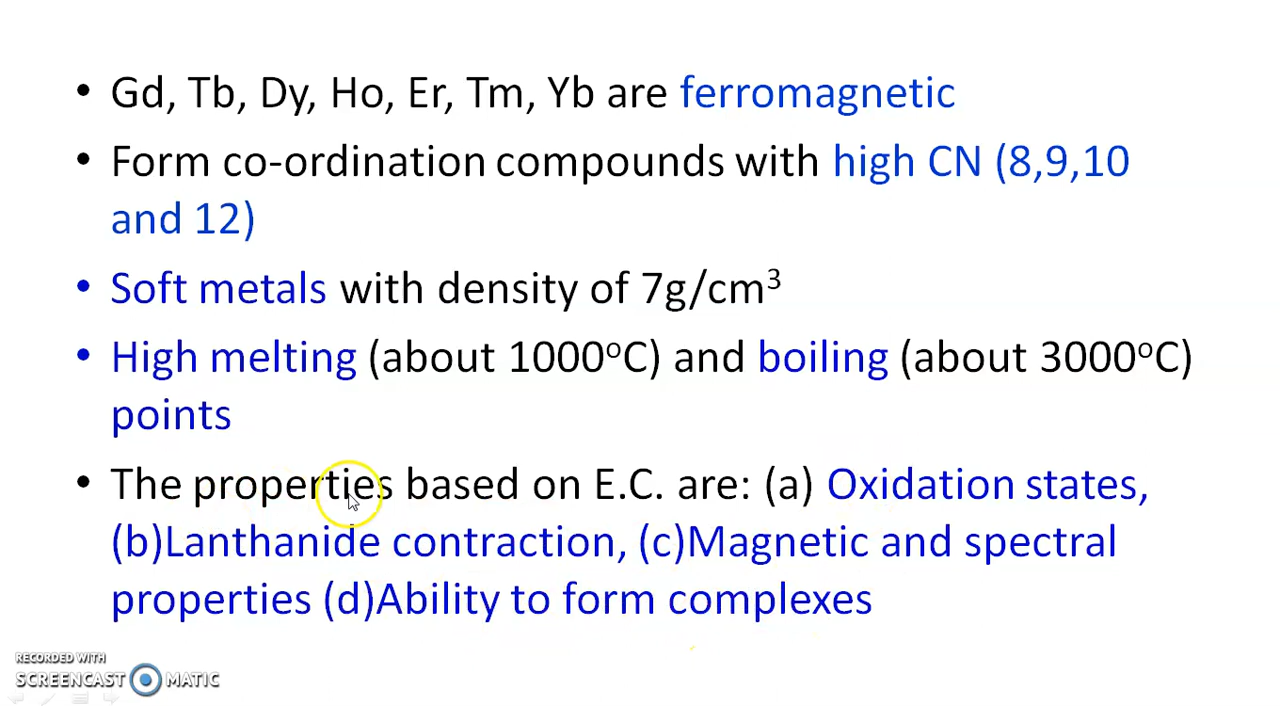 • Gd, Tb, Dy, Ho, Er, Tm, Yb are ferromagnetic
• Form co-ordination compounds with high CN (8,9,10
and 12)
• Soft metals with density of 7g/cm³
• High melting (about 1000ºC) and boiling (about 3000ºC)
points
• The properties based on E.C. are: (a) Oxidation states,
(b)Lanthanide contraction, (c)Magnetic and spectral
properties (d)Ability to form complexes
RECORDED WITH
SCREENCAST MATIC